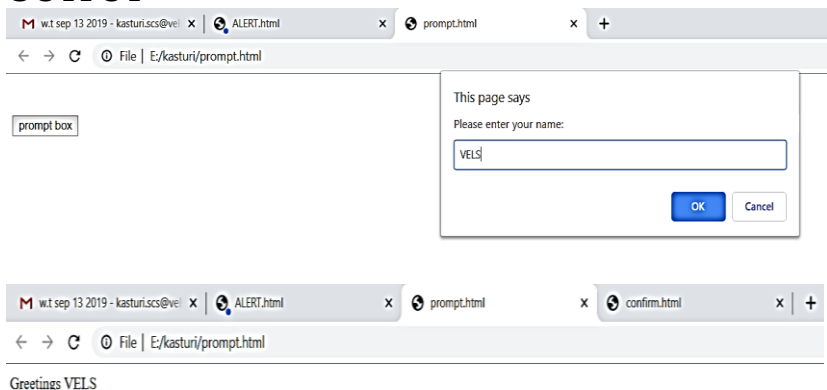 w.t sep 13 2019 - kasturi.scs@vel ALERT.html prompt.html
File | E:/kasturi/prompt.html
This page says
Please enter your name:
prompt box
VELS
OK Cancel
w.t sep 13 2019 - kasturi.scs@vel ALERT.html prompt.html confirm.html
File | E:/kasturi/prompt.html
Greetings VELS